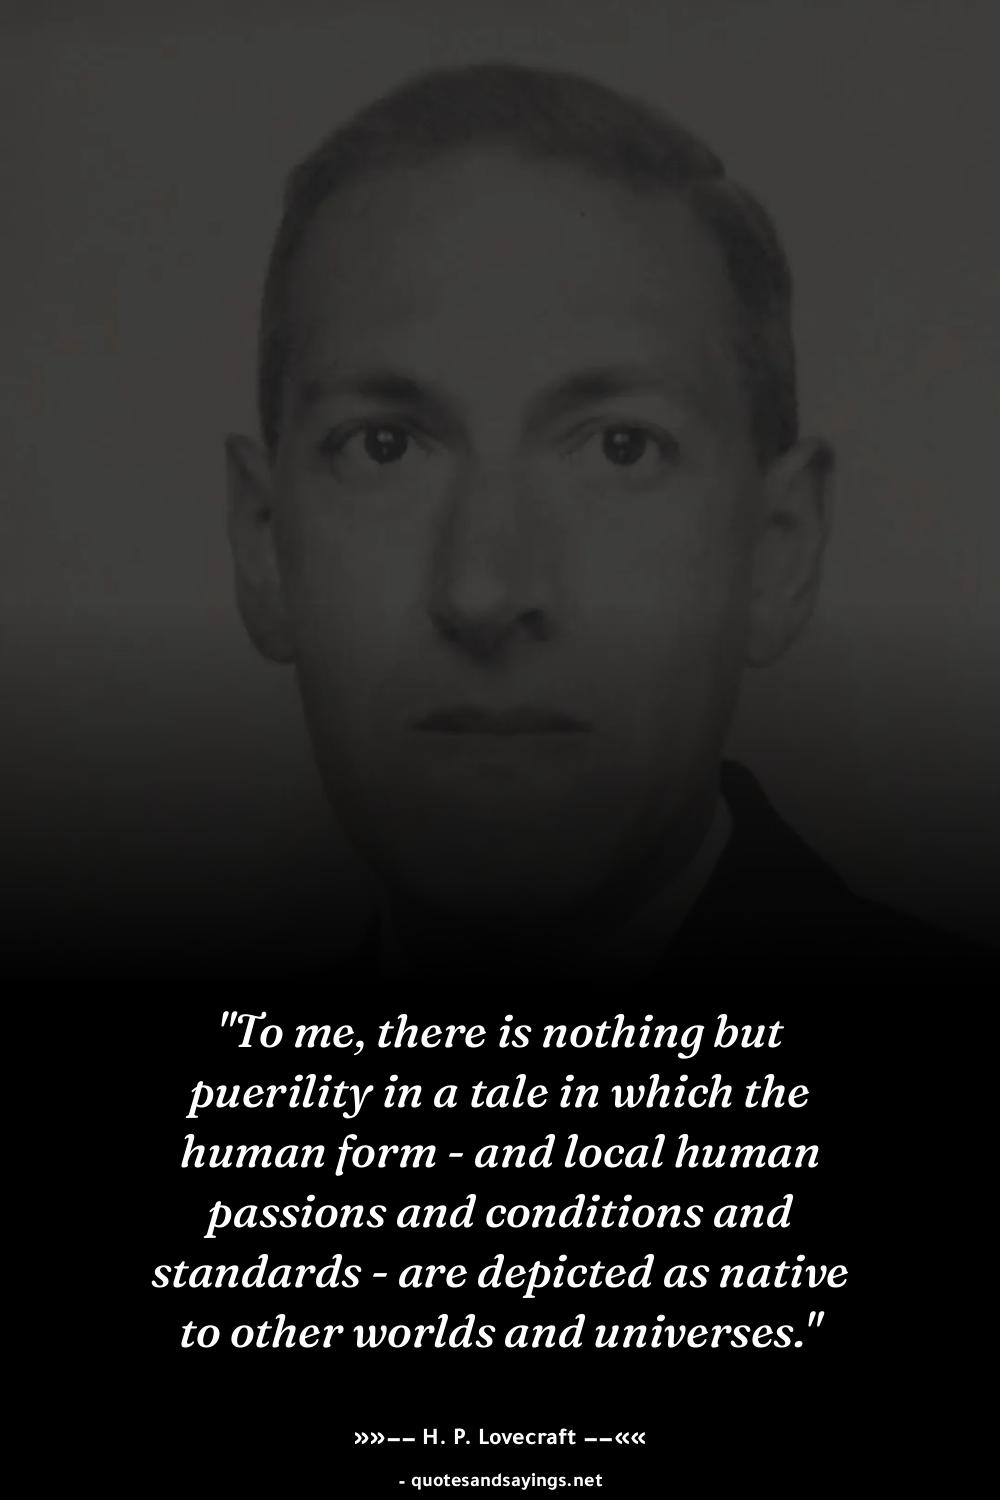 "To me, there is nothing but
puerility in a tale in which the
human form - and local human
passions and conditions and
standards - are depicted as native
to other worlds and universes."
»»−− H. P. Lovecraft −−««
- quotesandsayings.net